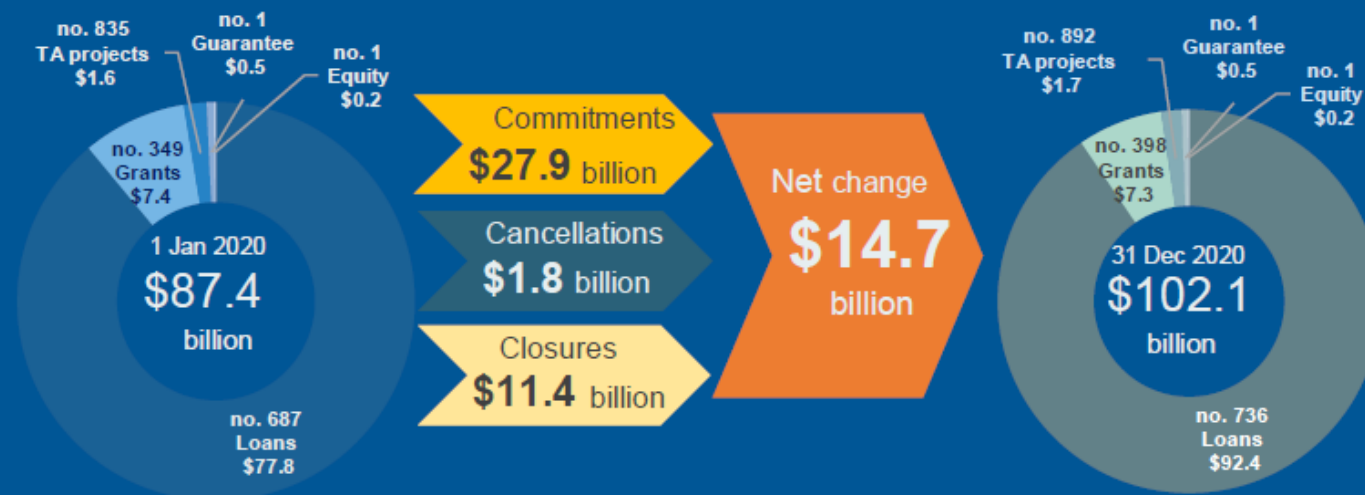 no. 835
TA projects
$1.6
no. 1
Guarantee
$0.5
no. 1
Equity
$0.2
no. 349
Grants
$7.4
1 Jan 2020
$87.4
billion
no. 687
Loans
$77.8
Commitments
$27.9 billion
Cancellations
$1.8 billion
Closures
$11.4 billion
Net change
$14.7
billion
no. 892
TA projects
$1.7
no. 1
Guarantee
$0.5
no. 1
Equity
$0.2
no. 398
Grants
$7.3
31 Dec 2020
$102.1
billion
no. 736
Loans
$92.4